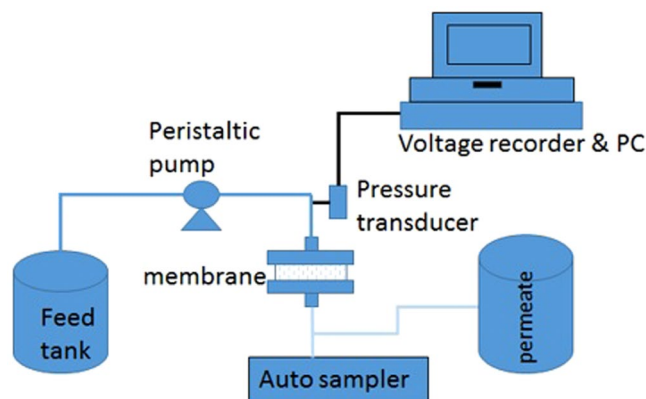 Voltage recorder & PC
Peristaltic
pump
Pressure
transducer
membrane
Feed
tank
permeate
Auto sampler